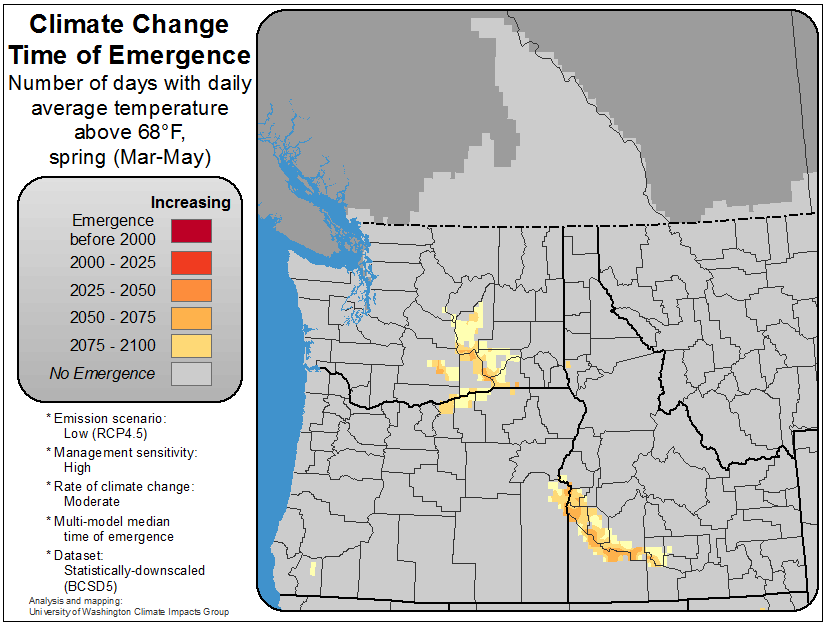 Climate Change
Time of Emergence
Number of days with daily
average temperature
above 68°F,
spring (Mar-May)
Increasing
Emergence
before 2000
2000 - 2025
2025 - 2050
2050 - 2075
2075 - 2100
No Emergence
* Emission scenario:
Low (RCP4.5)
* Management sensitivity:
High
* Rate of climate change:
Moderate
* Multi-model median
time of emergence
* Dataset:
Statistically-downscaled
(BCSD5)
Analysis and mapping:
University of Washington Climate Impacts Group